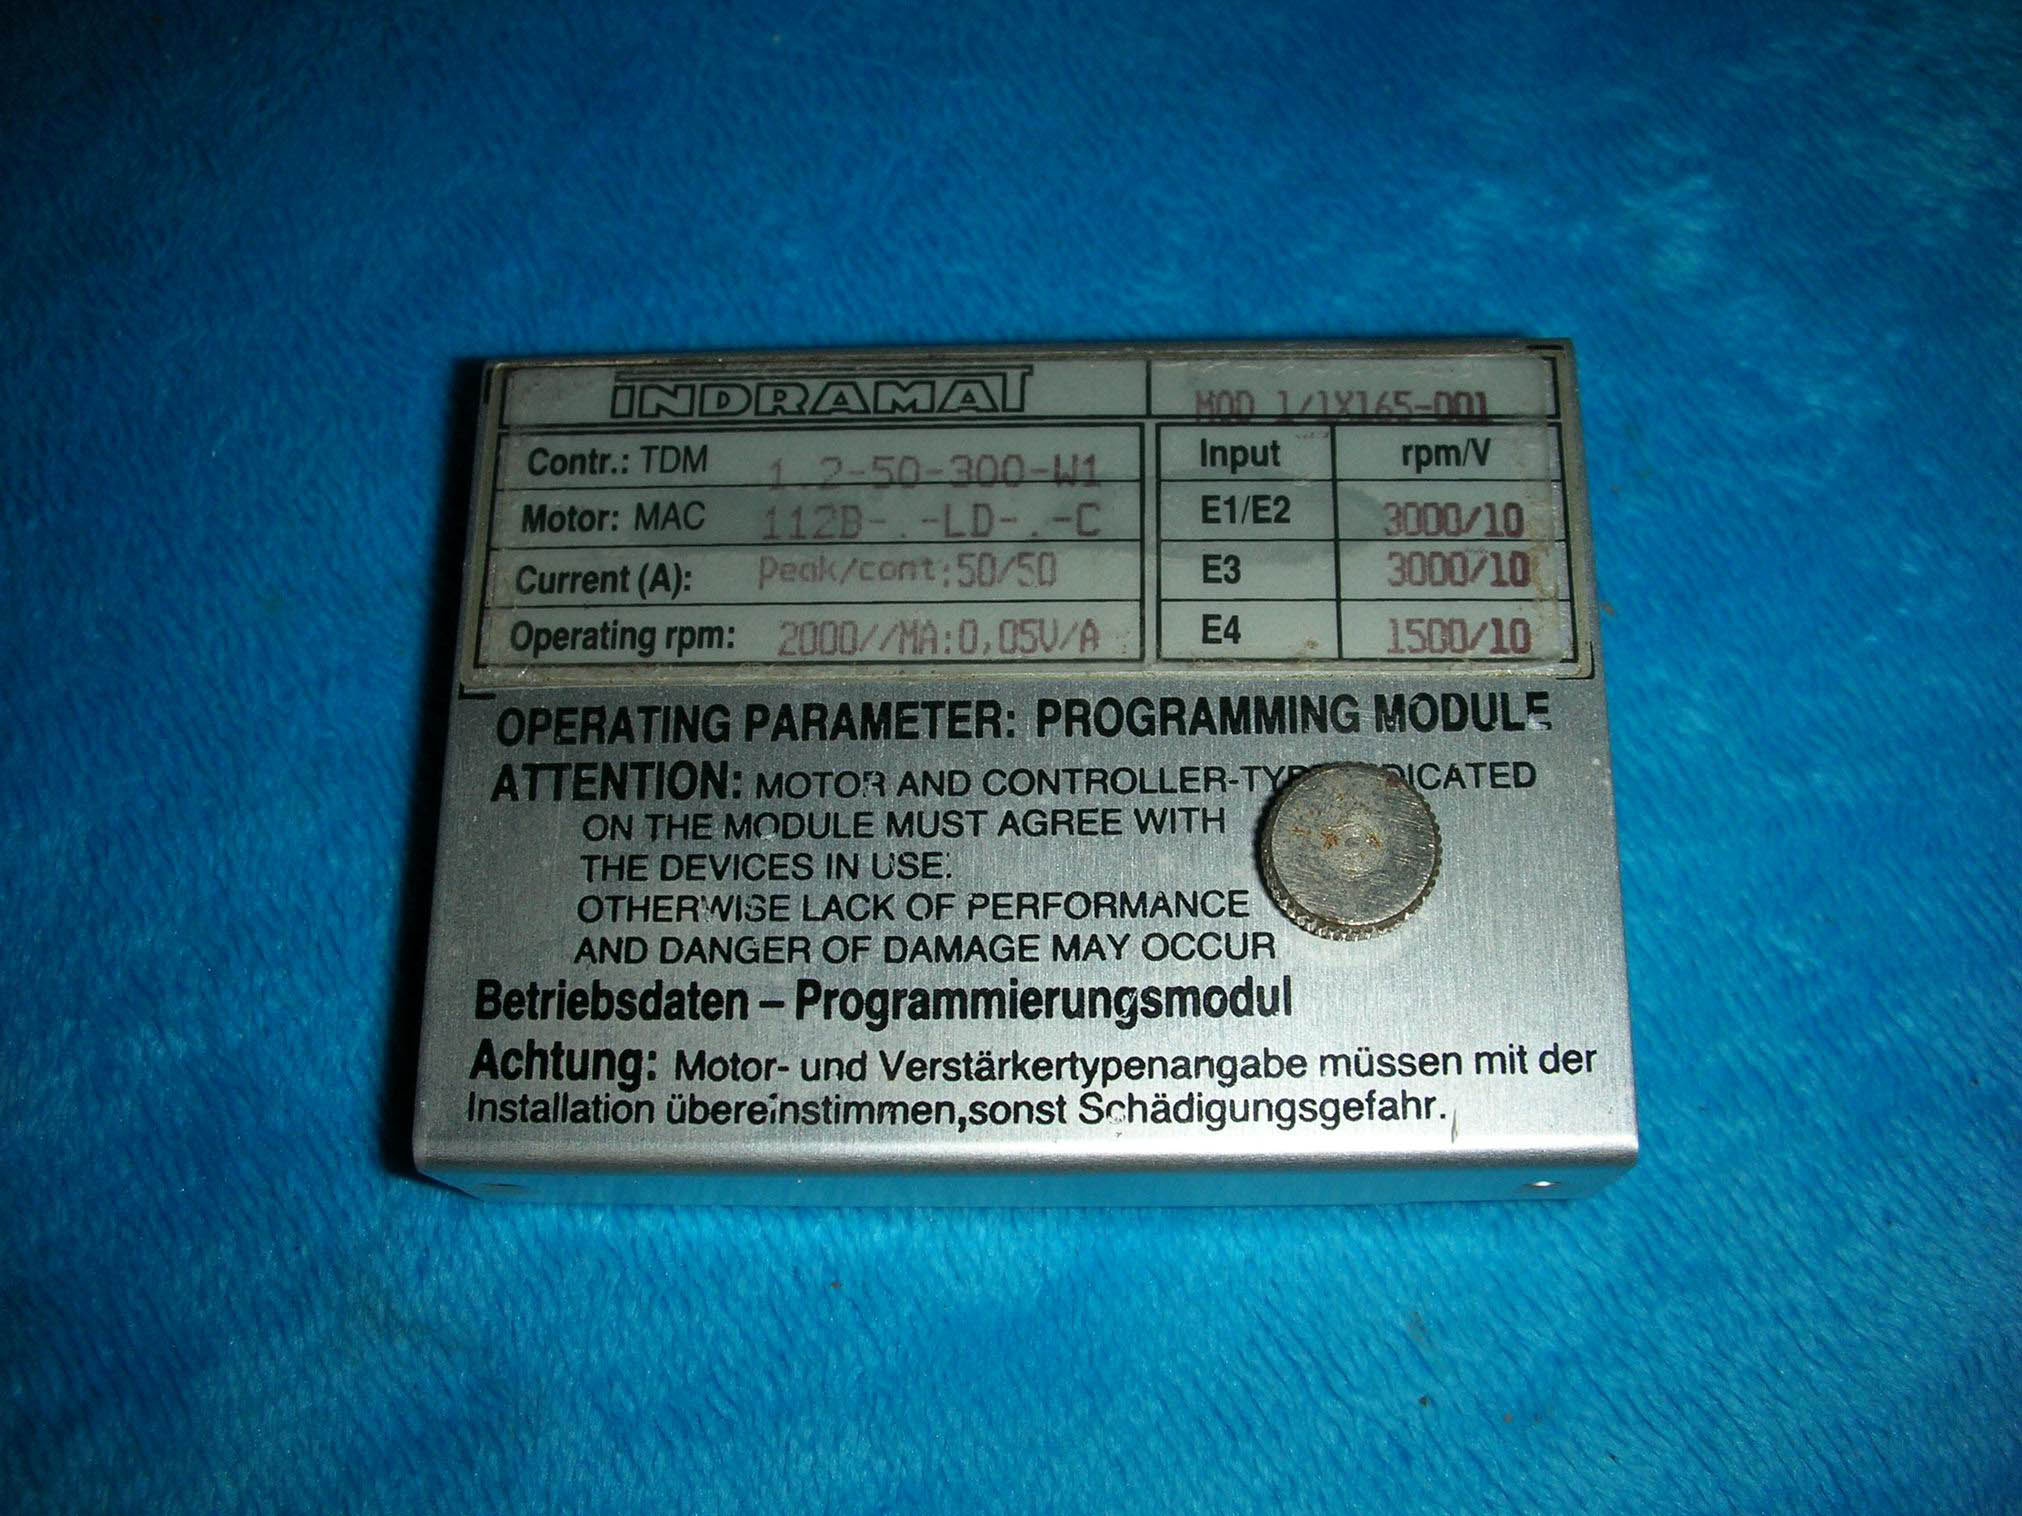 INDRAMAT MOD 1/1X165-001
Contr.: TDM 1.2-50-300-W1 Input rpm/V
Motor: MAC 112B-.-LD-.-C E1/E2 3000/10
Current (A): Peak/cont:50/50 E3 3000/10
Operating rpm: 2000//MA:0,05V/A E4 1500/10
OPERATING PARAMETER: PROGRAMMING MODULE
ATTENTION: MOTOR AND CONTROLLER-
ON THE MODULE MUST AGREE WITH
THE DEVICES IN USE.
OTHERWISE LACK OF PERFORMANCE
AND DANGER OF DAMAGE MAY OCCUR
Betriebsdaten – Programmierungsmodul
Achtung: Motor- und Verstärkertypenangabe müssen mit der
Installation übereinstimmen,sonst Schädigungsgefahr.